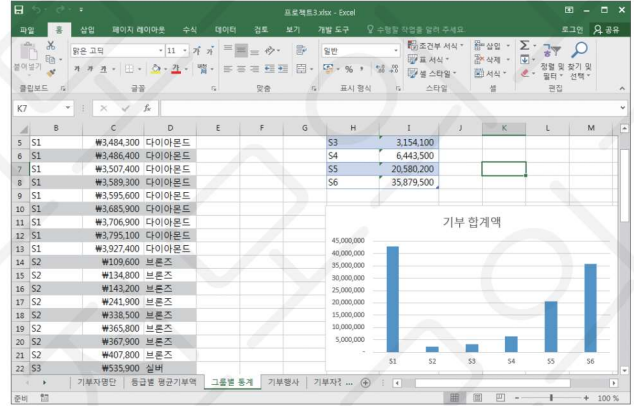 프로젝트3.xlsx - Excel
파일 홈 삽입 페이지 레이아웃 수식 데이터 검토 보기 개발 도구 수행할 작업을 알려 주세요. 로그인 공유
붙여넣기
맑은 고딕 11 가 가
가 가 가 가
일반
% ,
조건부 서식
표 서식
셀 스타일
삽입
삭제
서식
정렬 및 필터
찾기 및 선택
클립보드 글꼴 맞춤 표시 형식 스타일 셀 편집
K7 fx
B C D E F G H I J K L M
5 S1 ₩3,484,300 다이아몬드 S3 3,154,100
6 S1 ₩3,486,400 다이아몬드 S4 6,443,500
7 S1 ₩3,507,400 다이아몬드 S5 20,580,200
8 S1 ₩3,589,300 다이아몬드 S6 35,879,500
9 S1 ₩3,595,600 다이아몬드
10 S1 ₩3,685,900 다이아몬드
11 S1 ₩3,706,900 다이아몬드
12 S1 ₩3,795,100 다이아몬드
13 S1 ₩3,927,400 다이아몬드
14 S2 ₩109,600 브론즈
15 S2 ₩134,800 브론즈
16 S2 ₩143,200 브론즈
17 S2 ₩241,900 브론즈
18 S2 ₩338,500 브론즈
19 S2 ₩365,800 브론즈
20 S2 ₩367,900 브론즈
21 S2 ₩407,800 브론즈
22 S3 ₩535,900 실버
기부 합계액
45,000,000
40,000,000
35,000,000
30,000,000
25,000,000
20,000,000
15,000,000
10,000,000
5,000,000
-
S1 S2 S3 S4 S5 S6
기부자명단 등급별 평균기부액 그룹별 통계 기부행사 기부자 ...
준비 100 %